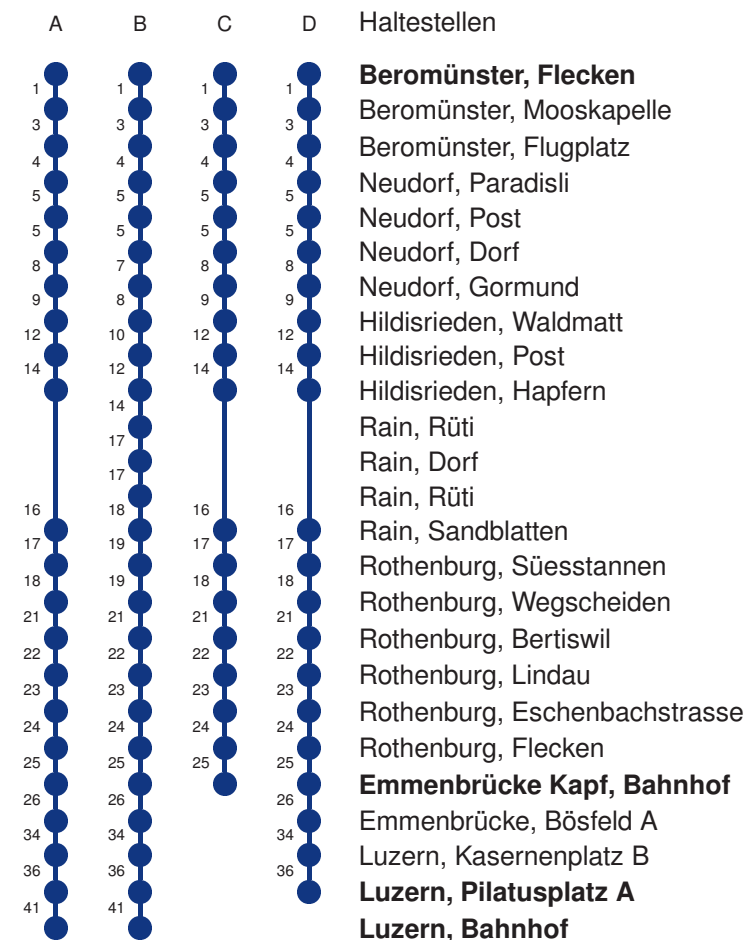 A B C D Haltestellen
Beromünster, Flecken
1 1 1 1 Beromünster, Mooskapelle
3 3 3 3 Beromünster, Flugplatz
4 4 4 4 Neudorf, Paradisli
5 5 5 5 Neudorf, Post
5 5 5 5 Neudorf, Dorf
8 7 8 8 Neudorf, Gormund
9 8 9 9 Hildisrieden, Waldmatt
12 10 12 12 Hildisrieden, Post
14 12 14 14 Hildisrieden, Hapfern
14 Rain, Rüti
17 Rain, Dorf
17 Rain, Rüti
16 18 16 16 Rain, Sandblatten
17 19 17 17 Rothenburg, Süesstannen
18 19 18 18 Rothenburg, Wegscheiden
21 21 21 21 Rothenburg, Bertiswil
22 22 22 22 Rothenburg, Lindau
23 23 23 23 Rothenburg, Eschenbachstrasse
24 24 24 24 Rothenburg, Flecken
25 25 25 25 Emmenbrücke Kapf, Bahnhof
26 26 26 Emmenbrücke, Bösfeld A
34 34 34 Luzern, Kasernenplatz B
36 36 36 Luzern, Pilatusplatz A
41 41 Luzern, Bahnhof